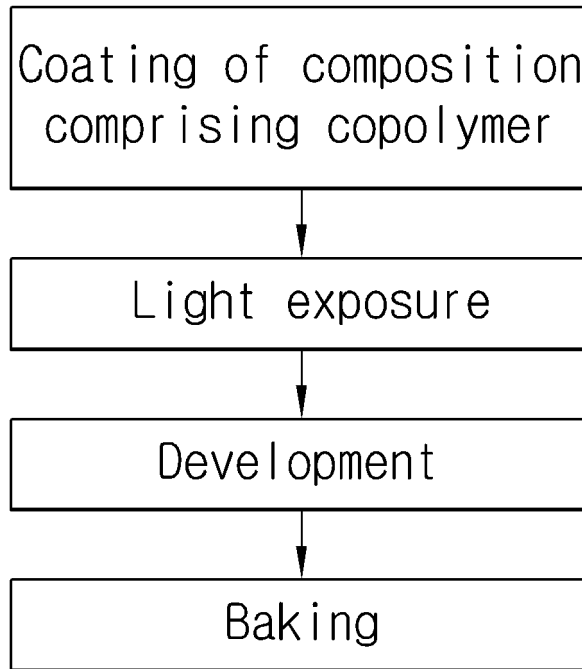 Coating of composition
comprising copolymer
Light exposure
Development
Baking